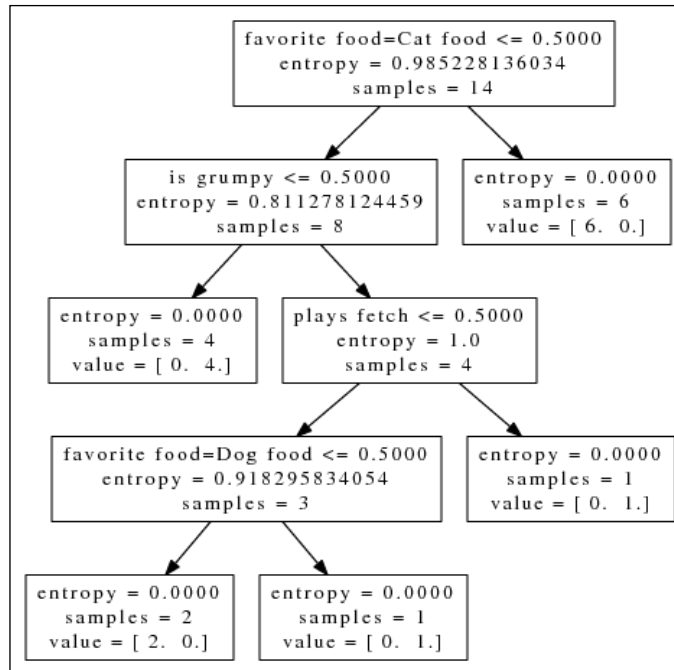 favorite food=Cat food <= 0.5000
entropy = 0.985228136034
samples = 14
is grumpy <= 0.5000
entropy = 0.811278124459
samples = 8
entropy = 0.0000
samples = 6
value = [ 6. 0.]
entropy = 0.0000
samples = 4
value = [ 0. 4.]
plays fetch <= 0.5000
entropy = 1.0
samples = 4
favorite food=Dog food <= 0.5000
entropy = 0.918295834054
samples = 3
entropy = 0.0000
samples = 1
value = [ 0. 1.]
entropy = 0.0000
samples = 2
value = [ 2. 0.]
entropy = 0.0000
samples = 1
value = [ 0. 1.]